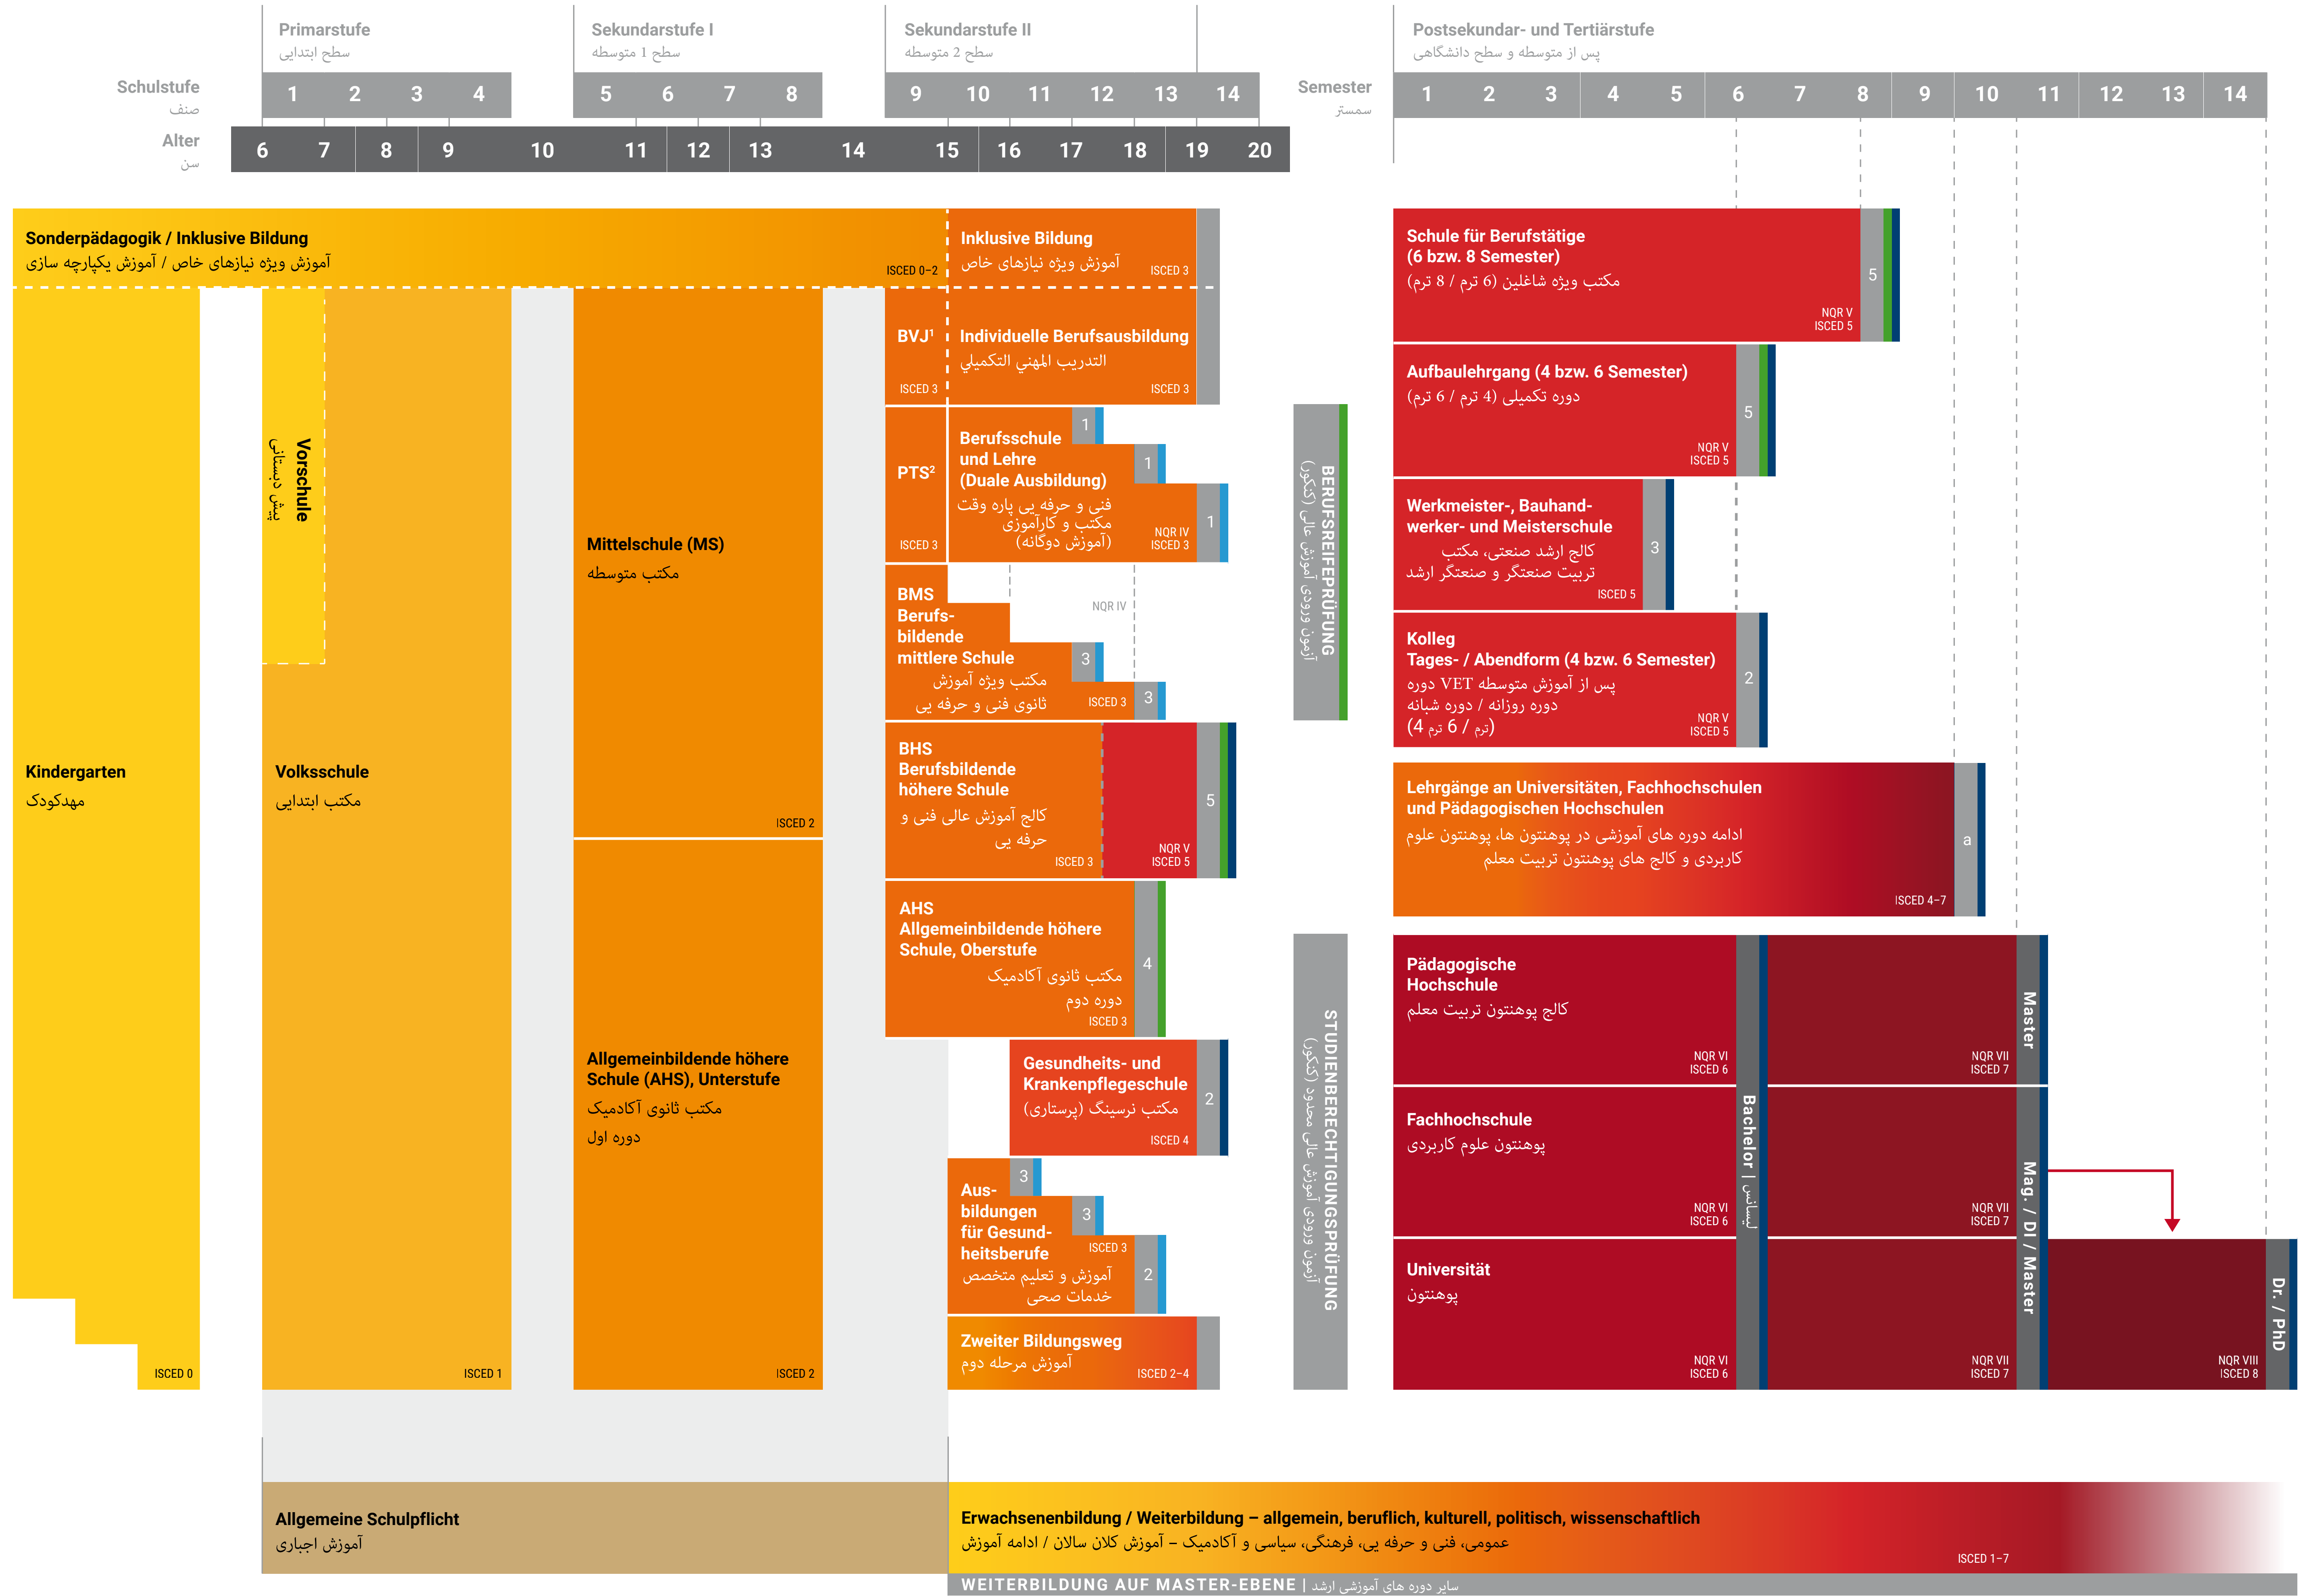 Primarstufe
سطح ابتدایی
Sekundarstufe I
سطح 1 متوسطه
Sekundarstufe II
سطح 2 متوسطه
Postsekundar- und Tertiärstufe
پس از متوسطه و سطح دانشگاهی
Schulstufe
صنف
1 2 3 4 5 6 7 8 9 10 11 12 13 14
Semester
سمستر
1 2 3 4 5 6 7 8 9 10 11 12 13 14
Alter
سن
6 7 8 9 10 11 12 13 14 15 16 17 18 19 20
Sonderpädagogik / Inklusive Bildung
آموزش ویژه نیازهای خاص / آموزش یکپارچه سازی
ISCED 0–2
Inklusive Bildung
آموزش ویژه نیازهای خاص
ISCED 3
Kindergarten
مهدکودک
ISCED 0
Vorschule
پیش دبستانی
Volksschule
مکتب ابتدایی
ISCED 1
Mittelschule (MS)
مکتب متوسطه
ISCED 2
Allgemeinbildende höhere
Schule (AHS), Unterstufe
مکتب ثانوی آکادمیک
دوره اول
ISCED 2
BVJ¹
ISCED 3
Individuelle Berufsausbildung
التدريب المهني التكميلي
ISCED 3
PTS²
ISCED 3
Berufsschule
und Lehre
(Duale Ausbildung)
فنی و حرفه یی پاره وقت
مکتب و کارآموزی
(آموزش دوگانه)
NQR IV
ISCED 3
1
1
1
BMS
Berufs-
bildende
mittlere Schule
مکتب ویژه آموزش
ثانوی فنی و حرفه یی
NQR IV
ISCED 3
3
3
BHS
Berufsbildende
höhere Schule
کالج آموزش عالی فنی و
حرفه یی
ISCED 3
NQR V
ISCED 5
5
AHS
Allgemeinbildende höhere
Schule, Oberstufe
مکتب ثانوی آکادمیک
دوره دوم
ISCED 3
4
Gesundheits- und
Krankenpflegeschule
مکتب نرسینگ (پرستاری)
ISCED 4
2
Aus-
bildungen
für Gesund-
heitsberufe
آموزش و تعلیم متخصص
خدمات صحی
ISCED 3
3
3
2
Zweiter Bildungsweg
آموزش مرحله دوم
ISCED 2–4
BERUFSREIFEPRÜFUNG
آزمون ورودی آموزش عالی (کنکور)
STUDIENBERECHTIGUNGSPRÜFUNG
آزمون ورودی آموزش عالی محدود (کنکور)
Schule für Berufstätige
(6 bzw. 8 Semester)
مکتب ویژه شاغلین (6 ترم / 8 ترم)
NQR V
ISCED 5
5
Aufbaulehrgang (4 bzw. 6 Semester)
دوره تکمیلی (4 ترم / 6 ترم)
NQR V
ISCED 5
5
Werkmeister-, Bauhand-
werker- und Meisterschule
کالج ارشد صنعتی، مکتب
تربیت صنعتگر و صنعتگر ارشد
ISCED 5
3
Kolleg
Tages- / Abendform (4 bzw. 6 Semester)
پس از آموزش متوسطه VET دوره
دوره روزانه / دوره شبانه
(ترم / 6 ترم 4)
NQR V
ISCED 5
2
Lehrgänge an Universitäten, Fachhochschulen
und Pädagogischen Hochschulen
ادامه دوره های آموزشی در پوهنتون ها، پوهنتون علوم
کاربردی و کالج های پوهنتون تربیت معلم
ISCED 4–7
a
Pädagogische
Hochschule
کالج پوهنتون تربیت معلم
NQR VI
ISCED 6
NQR VII
ISCED 7
Master
Fachhochschule
پوهنتون علوم کاربردی
NQR VI
ISCED 6
NQR VII
ISCED 7
Bachelor | لیسانس
Mag. / DI / Master
Universität
پوهنتون
NQR VI
ISCED 6
NQR VII
ISCED 7
NQR VIII
ISCED 8
Dr. / PhD
Allgemeine Schulpflicht
آموزش اجباری
Erwachsenenbildung / Weiterbildung – allgemein, beruflich, kulturell, politisch, wissenschaftlich
عمومی، فنی و حرفه یی، فرهنگی، سیاسی و آکادمیک – آموزش کلان سالان / ادامه آموزش
ISCED 1–7
WEITERBILDUNG AUF MASTER-EBENE | سایر دوره های آموزشی ارشد